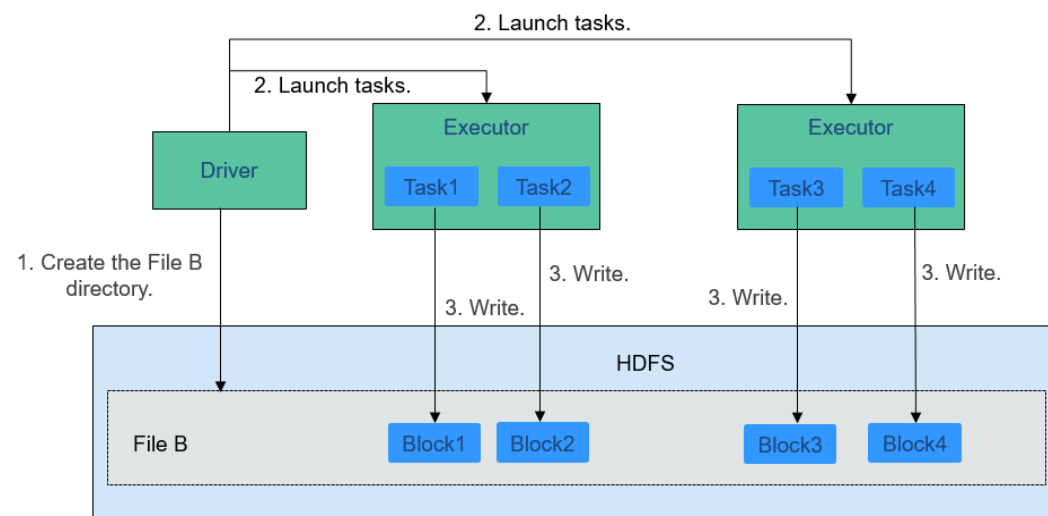 2. Launch tasks.
2. Launch tasks.
Executor
Executor
Driver
Task1
Task2
Task3
Task4
1. Create the File B
directory.
3. Write.
3. Write.
3. Write.
3. Write.
HDFS
File B
Block1
Block2
Block3
Block4